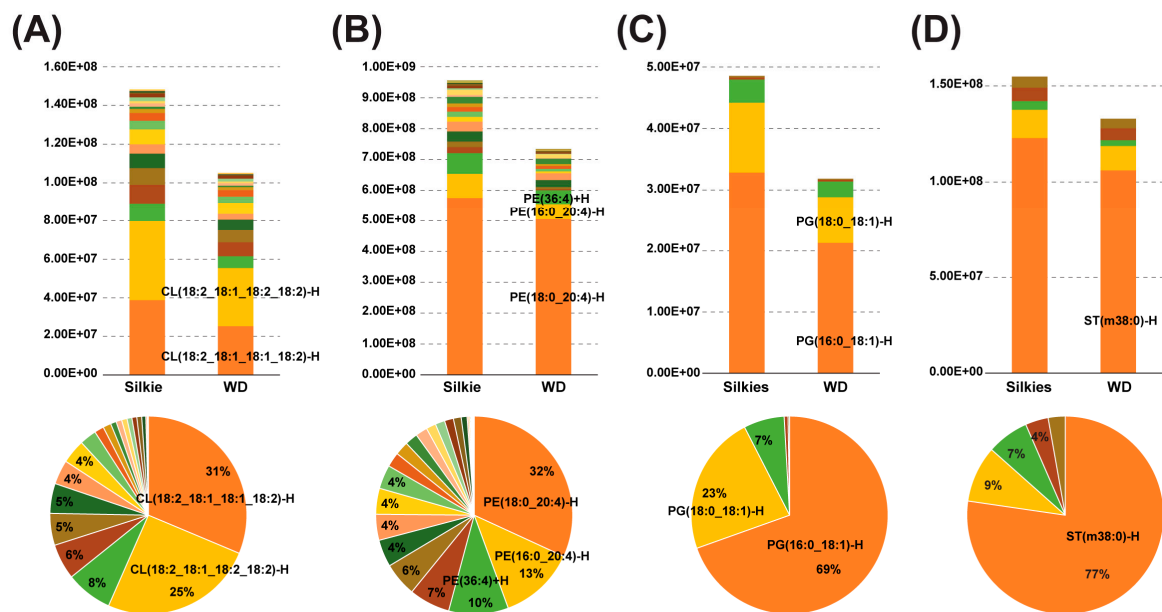 (A)
1.60E+08
1.40E+08
1.20E+08
1.00E+08
8.00E+07
6.00E+07
4.00E+07
2.00E+07
0.00E+00
CL(18:2_18:1_18:2_18:2)-H
CL(18:2_18:1_18:1_18:2)-H
Silkie WD
(B)
1.00E+09
9.00E+08
8.00E+08
7.00E+08
6.00E+08
5.00E+08
4.00E+08
3.00E+08
2.00E+08
1.00E+08
0.00E+00
PE(36:4)+H
PE(16:0_20:4)-H
PE(18:0_20:4)-H
Silkie WD
(C)
5.00E+07
4.00E+07
3.00E+07
2.00E+07
1.00E+07
0.00E+00
PG(18:0_18:1)-H
PG(16:0_18:1)-H
Silkies WD
(D)
1.50E+08
1.00E+08
5.00E+07
0.00E+00
ST(m38:0)-H
Silkies WD
31%
CL(18:2_18:1_18:1_18:2)-H
4%
4%
5%
5%
6%
8%
CL(18:2_18:1_18:2_18:2)-H
25%
32%
PE(18:0_20:4)-H
4%
4%
4%
4%
6%
7%
PE(36:4)+H
10%
PE(16:0_20:4)-H
13%
7%
23%
PG(18:0_18:1)-H
PG(16:0_18:1)-H
69%
4%
7%
9%
ST(m38:0)-H
77%